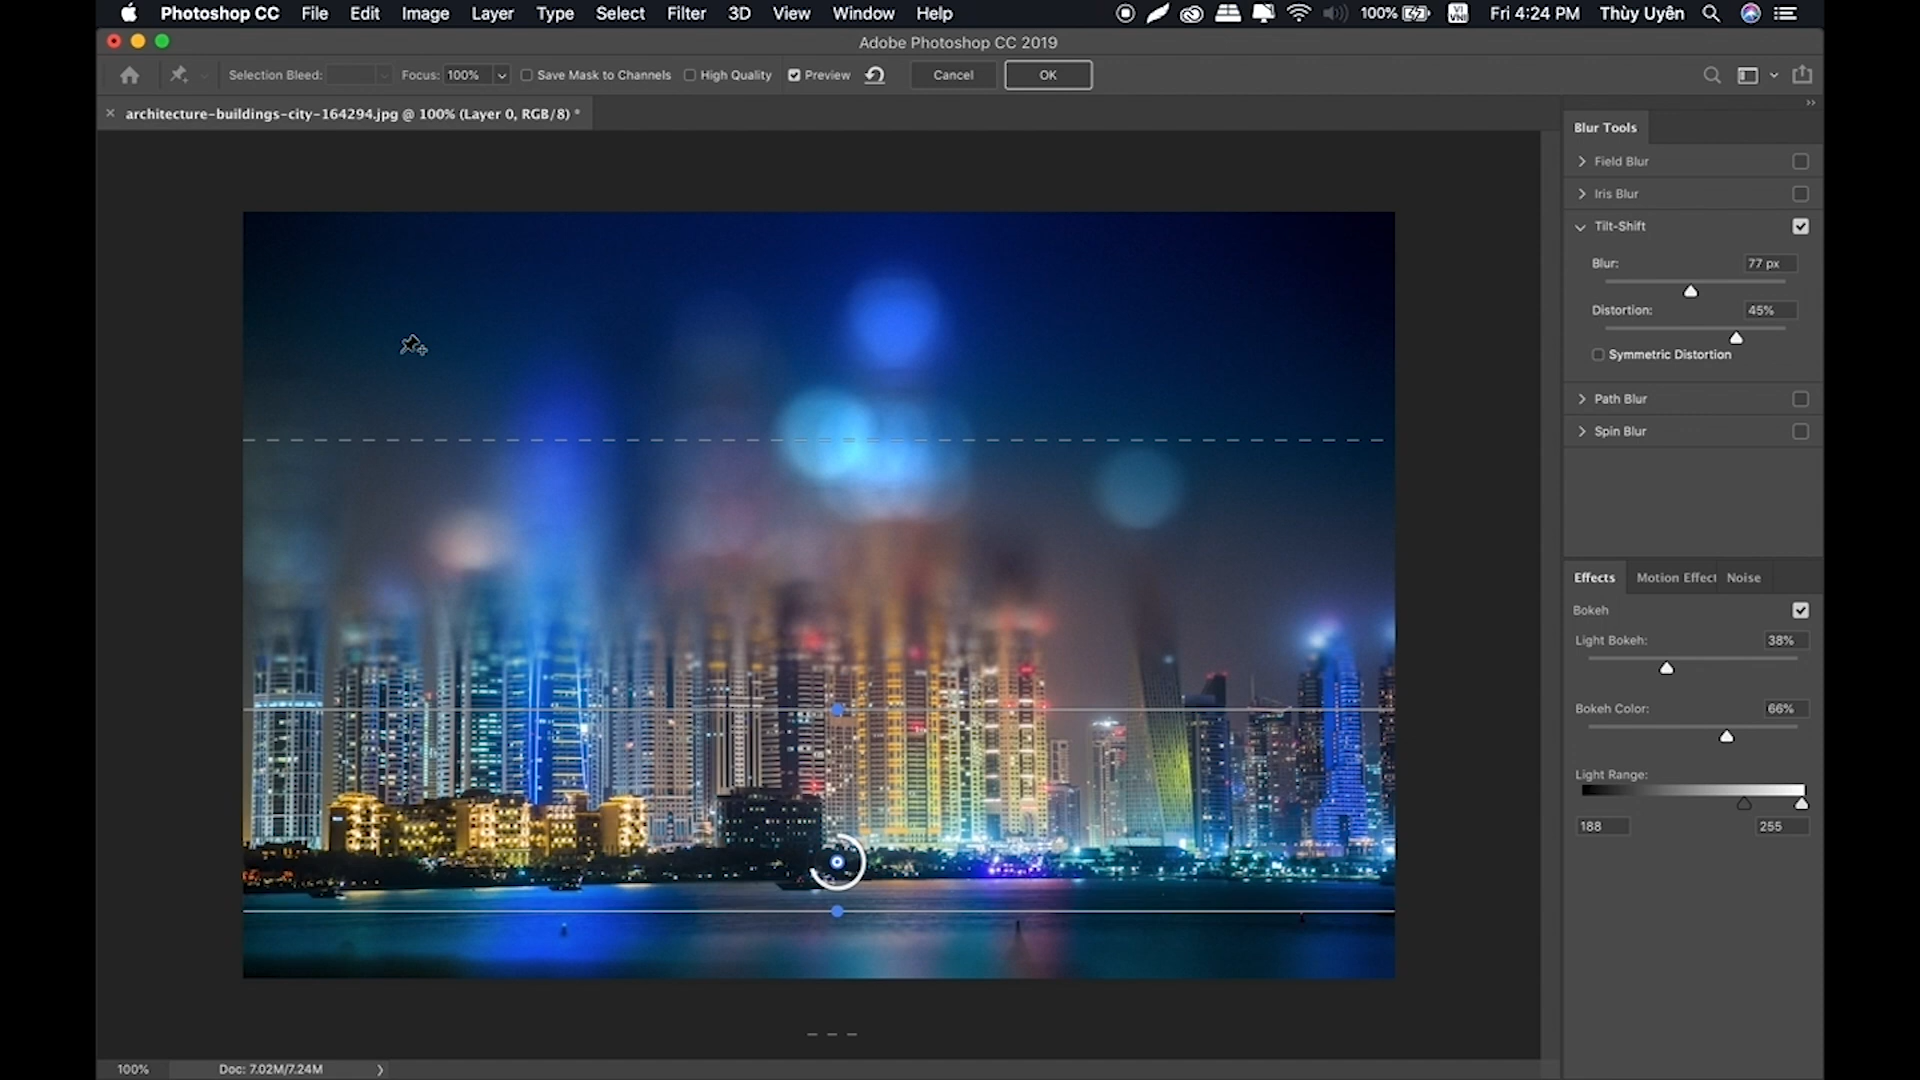 Photoshop CC File Edit Image Layer Type Select Filter 3D View Window Help 100% VI VNI Fri 4:24 PM Thùy Uyên
Adobe Photoshop CC 2019
Selection Bleed: Focus: 100% Save Mask to Channels High Quality Preview Cancel OK
architecture-buildings-city-164294.jpg @ 100% (Layer 0, RGB/8) *
Blur Tools
Field Blur
Iris Blur
Tilt-Shift
Blur: 77 px
Distortion: 45%
Symmetric Distortion
Path Blur
Spin Blur
Effects Motion Effect Noise
Bokeh
Light Bokeh: 38%
Bokeh Color: 66%
Light Range:
188 255
100% Doc: 7.02M/7.24M